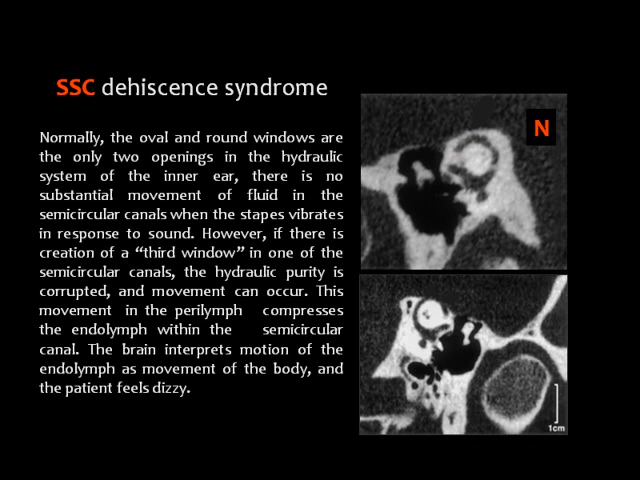 SSC dehiscence syndrome
N
Normally, the oval and round windows are
the only two openings in the hydraulic
system of the inner ear, there is no
substantial movement of fluid in the
semicircular canals when the stapes vibrates
in response to sound. However, if there is
creation of a “third window” in one of the
semicircular canals, the hydraulic purity is
corrupted, and movement can occur. This
movement in the perilymph compresses
the endolymph within the semicircular
canal. The brain interprets motion of the
endolymph as movement of the body, and
the patient feels dizzy.
1cm